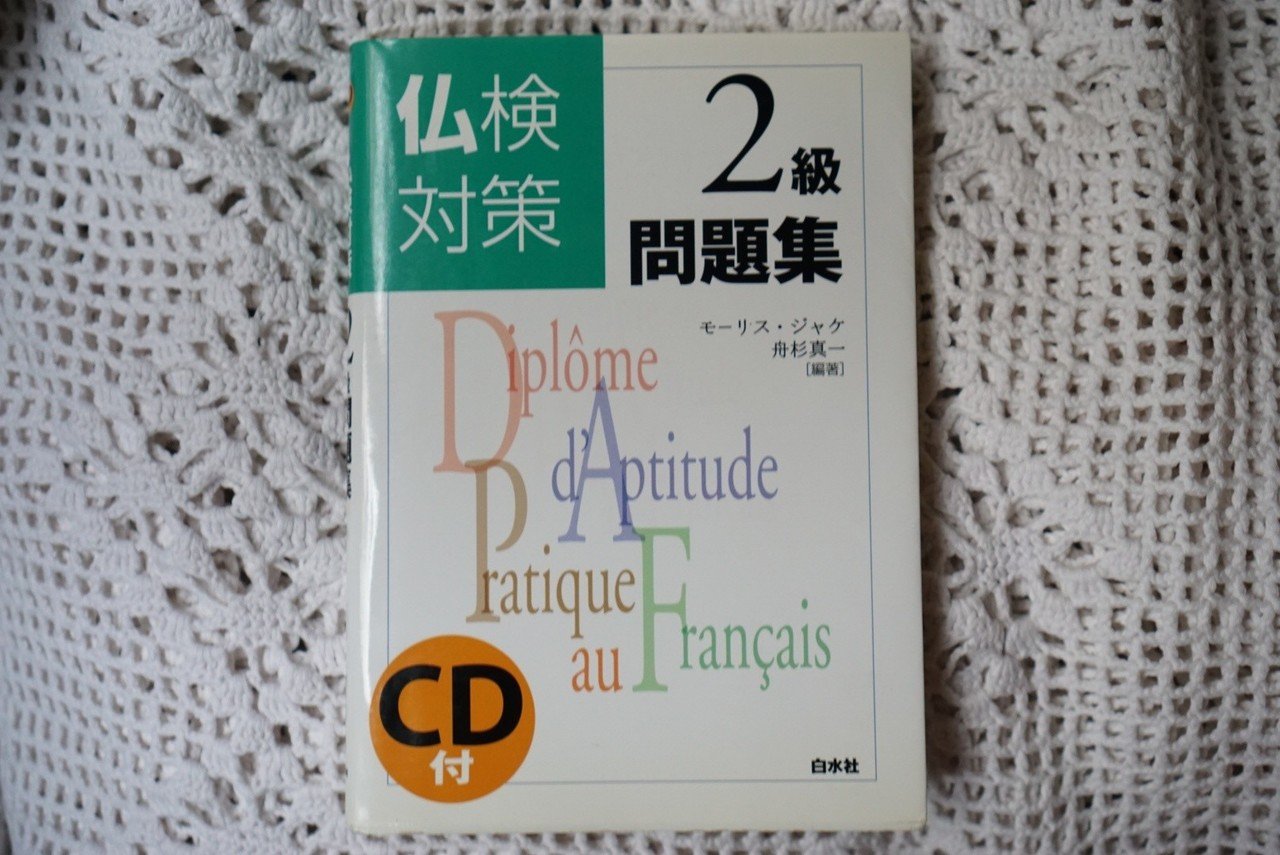 仏検
対策
2級
問題集
モーリス・ジャケ
舟杉真一
[編著]
Diplôme
d'Aptitude
Pratique
au Français
CD
付
白水社